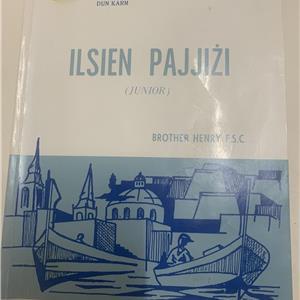 DUN KARM
ILSIEN PAJJIŻI
(JUNIOR)
BROTHER HENRY F.S.C.